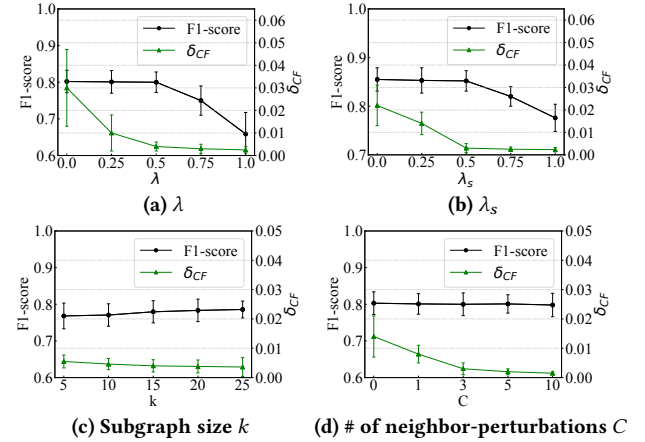 1.0
0.9
0.8
0.7
0.6
F1-score
0.06
0.05
0.04
0.03
0.02
0.01
0.00
δCF
F1-score
δCF
0.0 0.25 0.5 0.75 1.0
λ
(a) λ
1.0
0.9
0.8
0.7
F1-score
0.06
0.05
0.04
0.03
0.02
0.01
0.00
δCF
F1-score
δCF
0.0 0.25 0.5 0.75 1.0
λs
(b) λs
1.0
0.9
0.8
0.7
0.6
F1-score
0.05
0.04
0.03
0.02
0.01
0.00
δCF
F1-score
δCF
5 10 15 20 25
k
(c) Subgraph size k
1.0
0.9
0.8
0.7
0.6
F1-score
0.05
0.04
0.03
0.02
0.01
0.00
δCF
F1-score
δCF
0 1 3 5 10
C
(d) # of neighbor-perturbations C